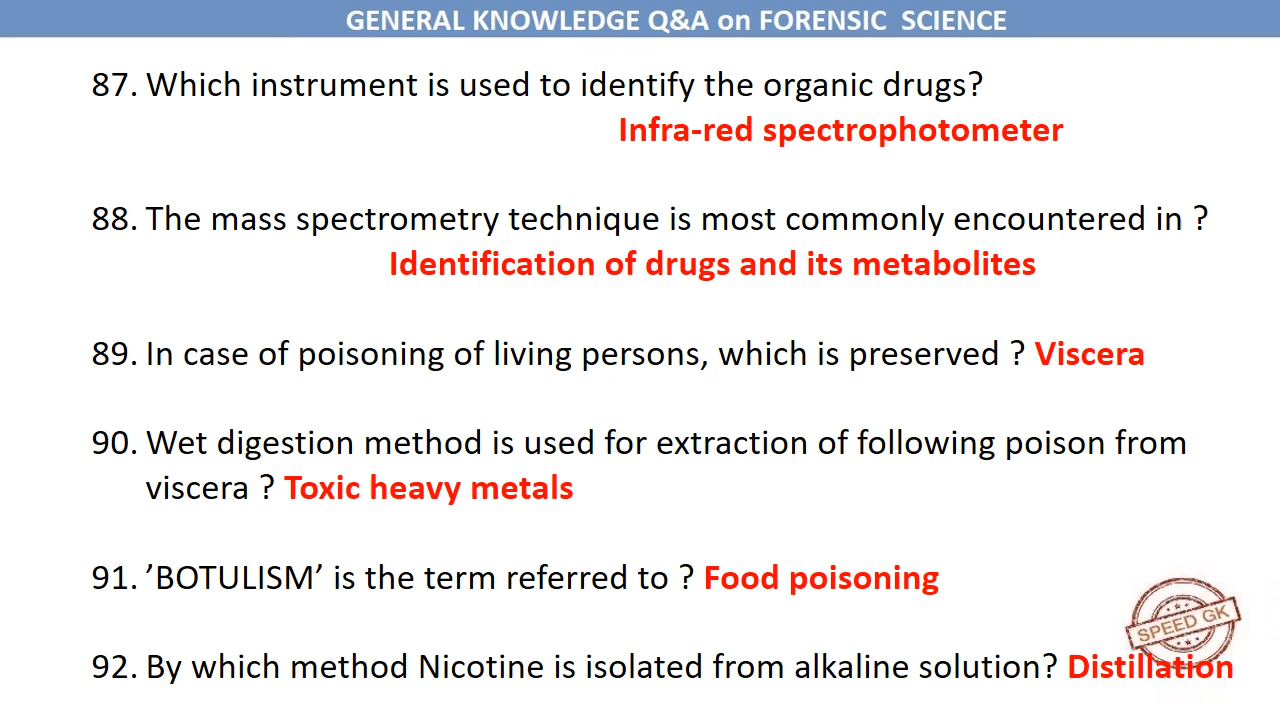 GENERAL KNOWLEDGE Q&A on FORENSIC SCIENCE
87. Which instrument is used to identify the organic drugs?
Infra-red spectrophotometer
88. The mass spectrometry technique is most commonly encountered in ?
Identification of drugs and its metabolites
89. In case of poisoning of living persons, which is preserved ? Viscera
90. Wet digestion method is used for extraction of following poison from
viscera ? Toxic heavy metals
91. ’BOTULISM’ is the term referred to ? Food poisoning
SPEED GK
92. By which method Nicotine is isolated from alkaline solution? Distillation